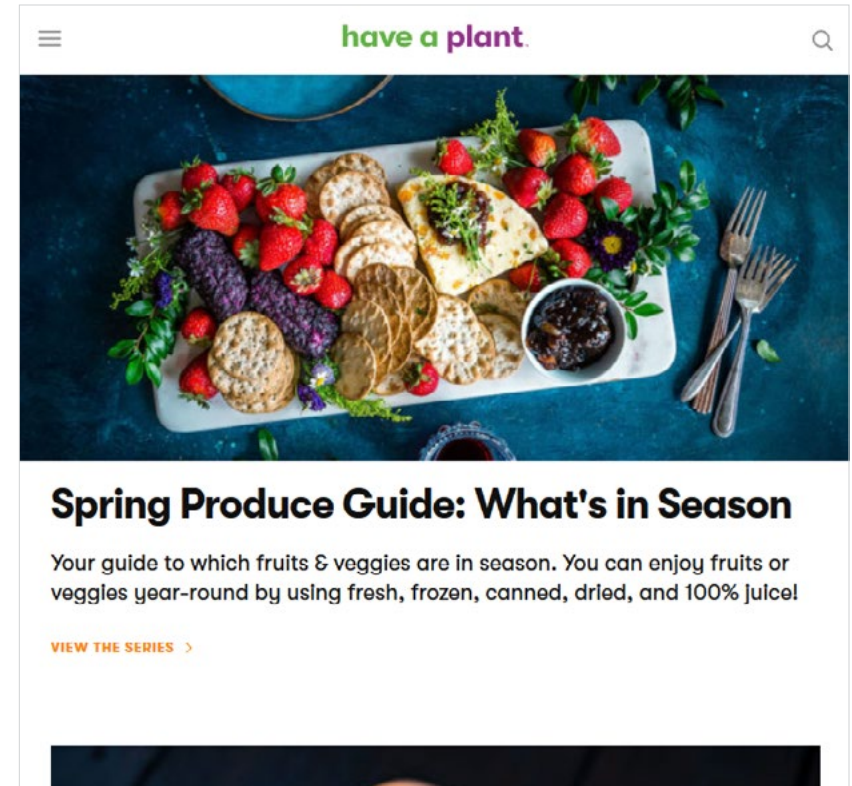 have a plant.
Spring Produce Guide: What's in Season
Your guide to which fruits & veggies are in season. You can enjoy fruits or
veggies year-round by using fresh, frozen, canned, dried, and 100% juice!
VIEW THE SERIES >